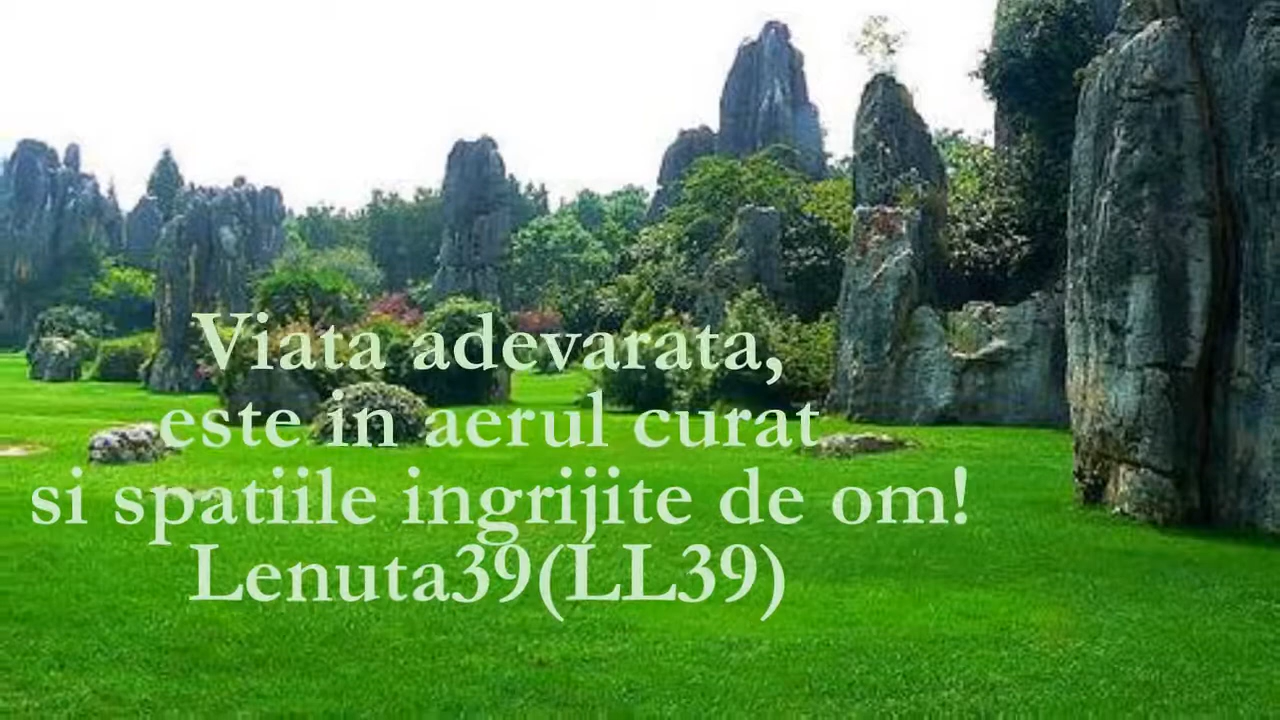 Viata adevarata,
este in aerul curat
si spatiile ingrijite de om!
Lenuta39(LL39)